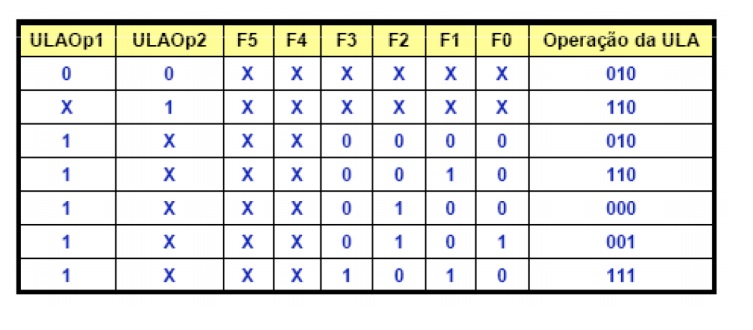 ULAOp1 ULAOp2 F5 F4 F3 F2 F1 F0 Operação da ULA
0 0 X X X X X X 010
X 1 X X X X X X 110
1 X X X 0 0 0 0 010
1 X X X 0 0 1 0 110
1 X X X 0 1 0 0 000
1 X X X 0 1 0 1 001
1 X X X 1 0 1 0 111